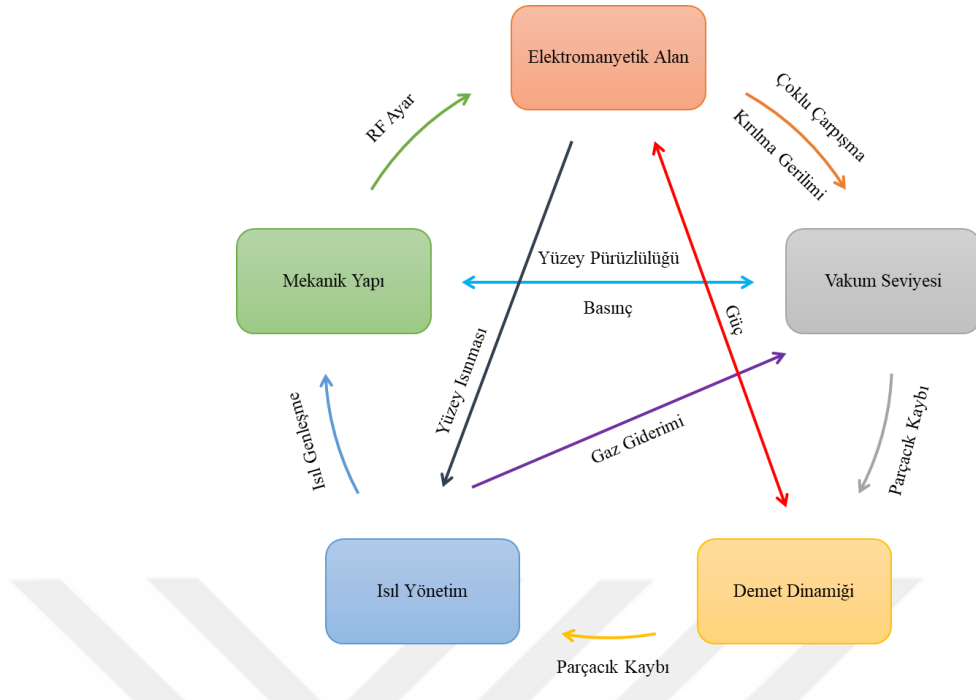 Elektromanyetik Alan
RF Ayar
Çoklu Çarpışma
Kırılma Gerilimi
Mekanik Yapı
Yüzey Pürüzlülüğü
Basınç
Vakum Seviyesi
Güç
Yüzey Isınması
Gaz Giderimi
Isıl Genleşme
Parçacık Kaybı
Isıl Yönetim
Demet Dinamiği
Parçacık Kaybı